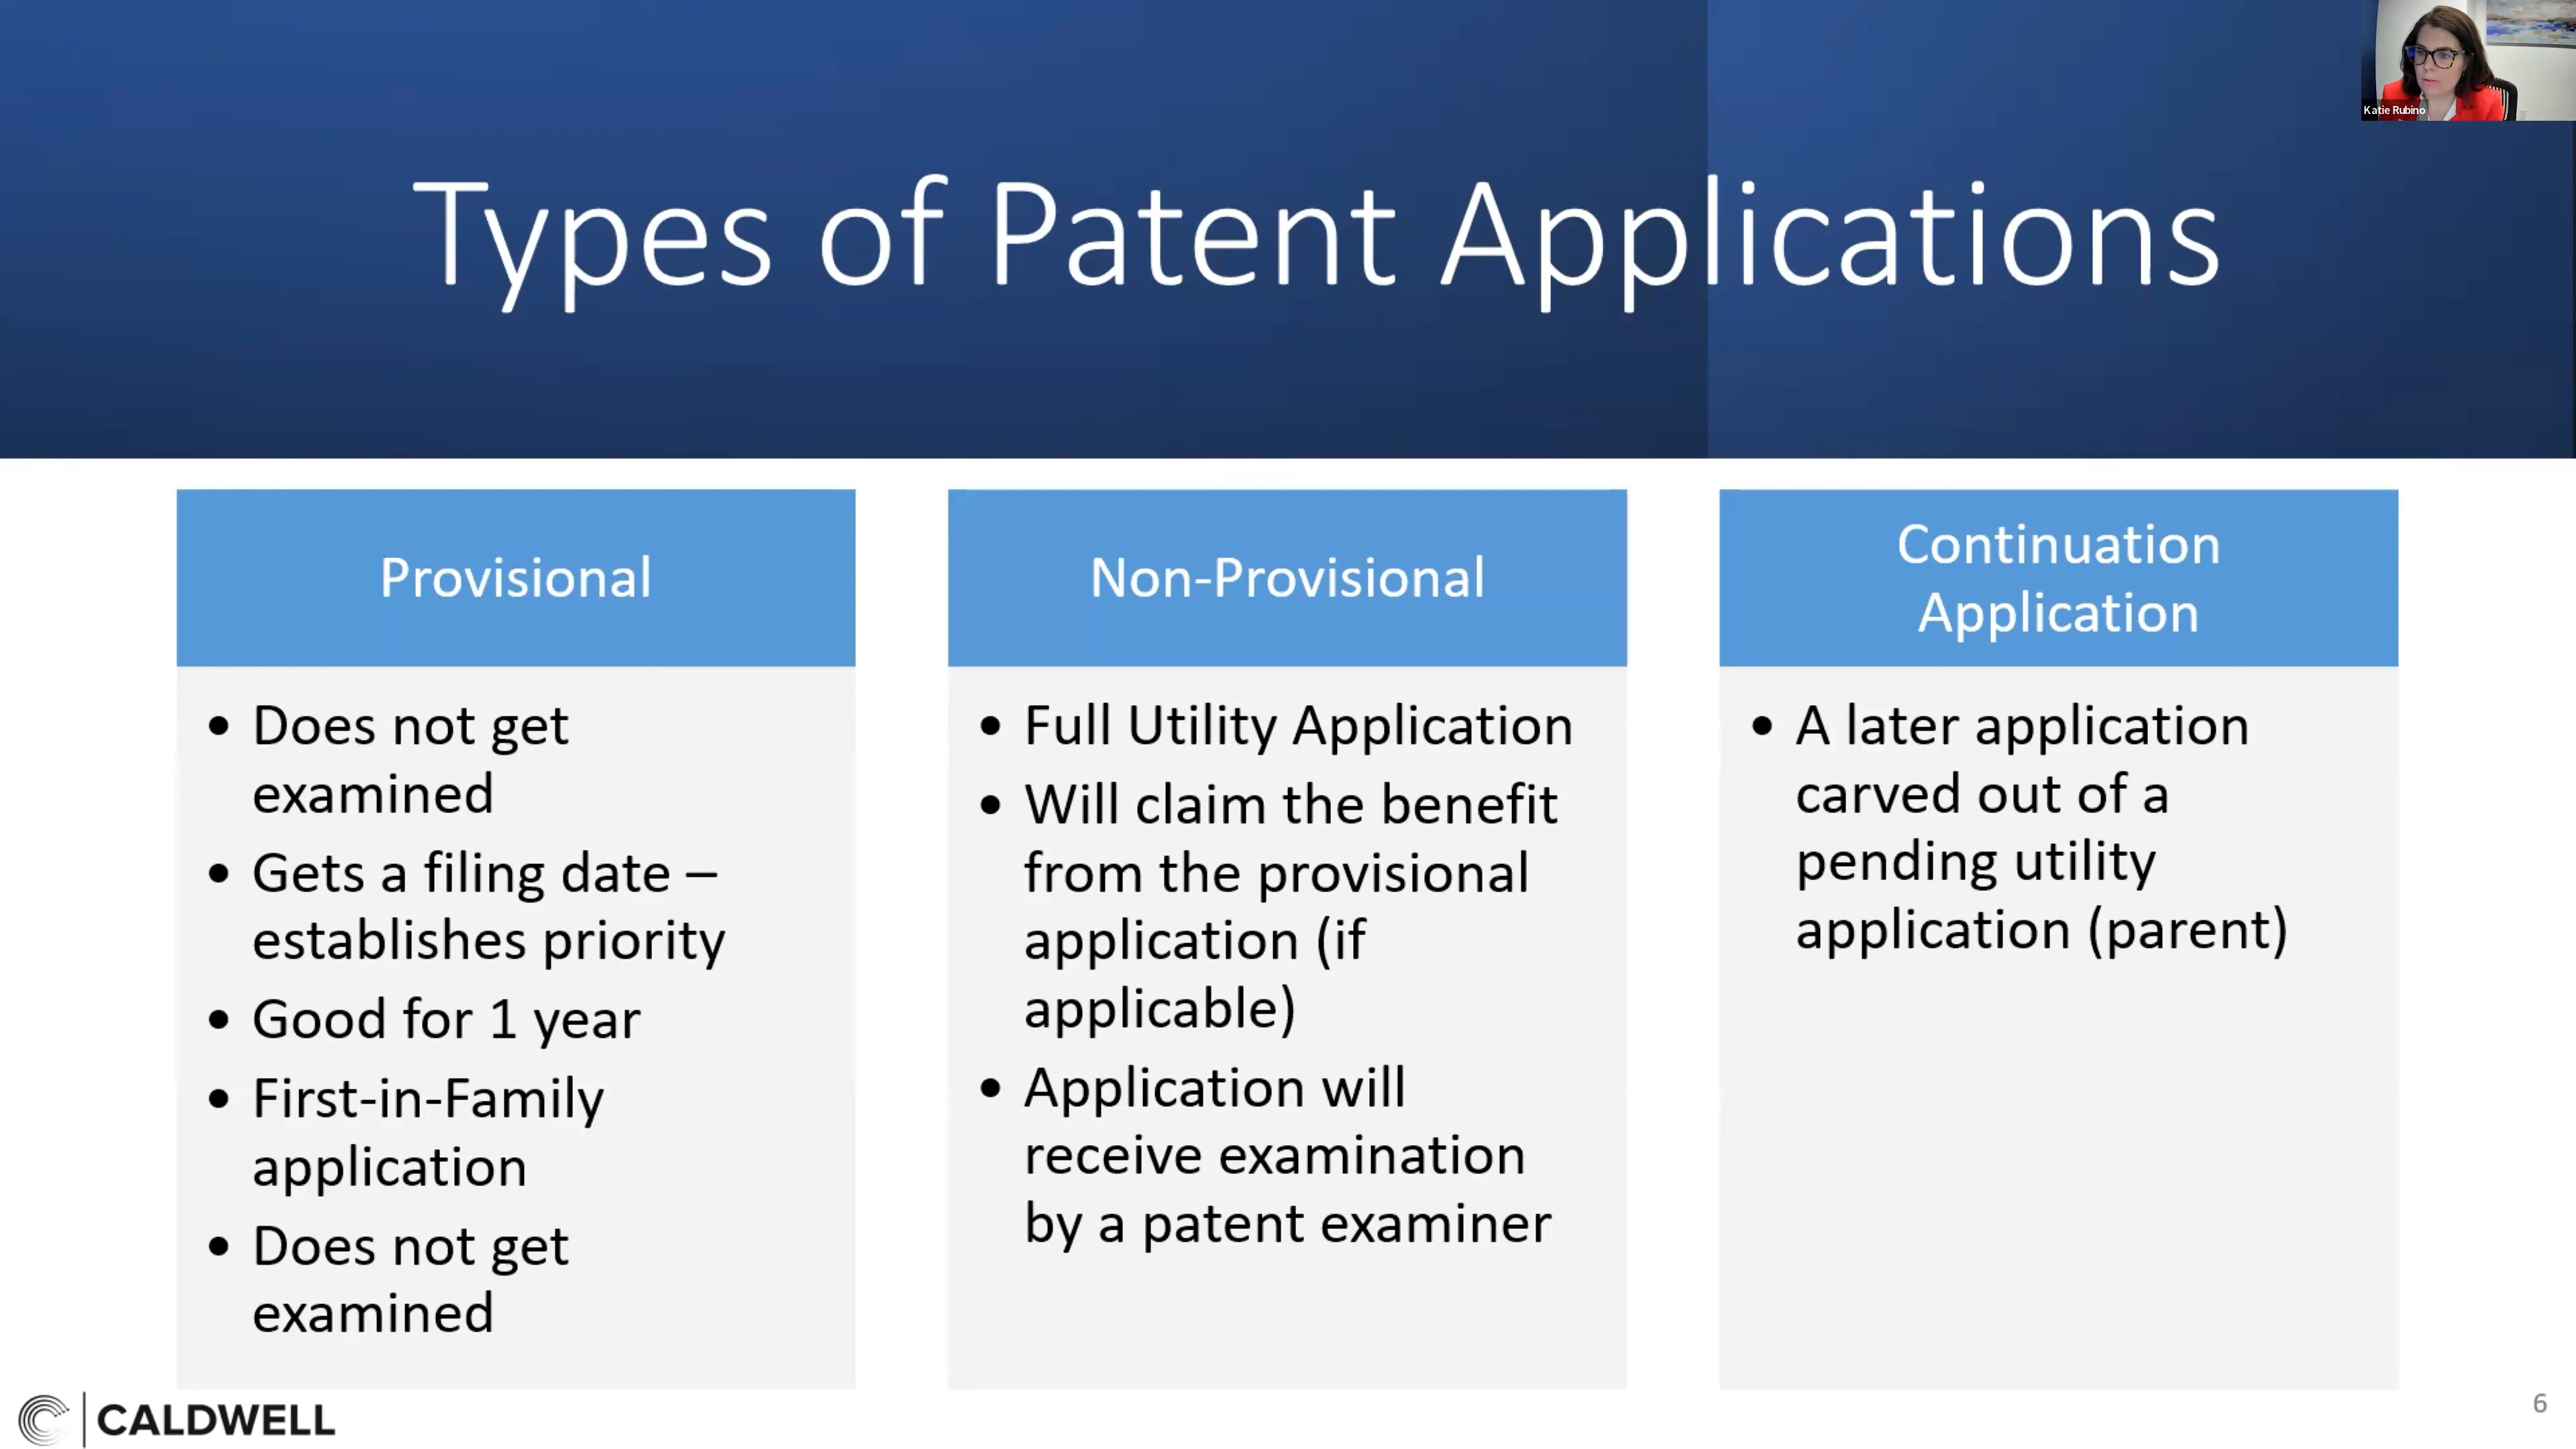 Katie Rubino
Types of Patent Applications
Provisional
• Does not get
examined
• Gets a filing date –
establishes priority
• Good for 1 year
• First-in-Family
application
• Does not get
examined
Non-Provisional
• Full Utility Application
• Will claim the benefit
from the provisional
application (if
applicable)
• Application will
receive examination
by a patent examiner
Continuation
Application
• A later application
carved out of a
pending utility
application (parent)
CALDWELL
6